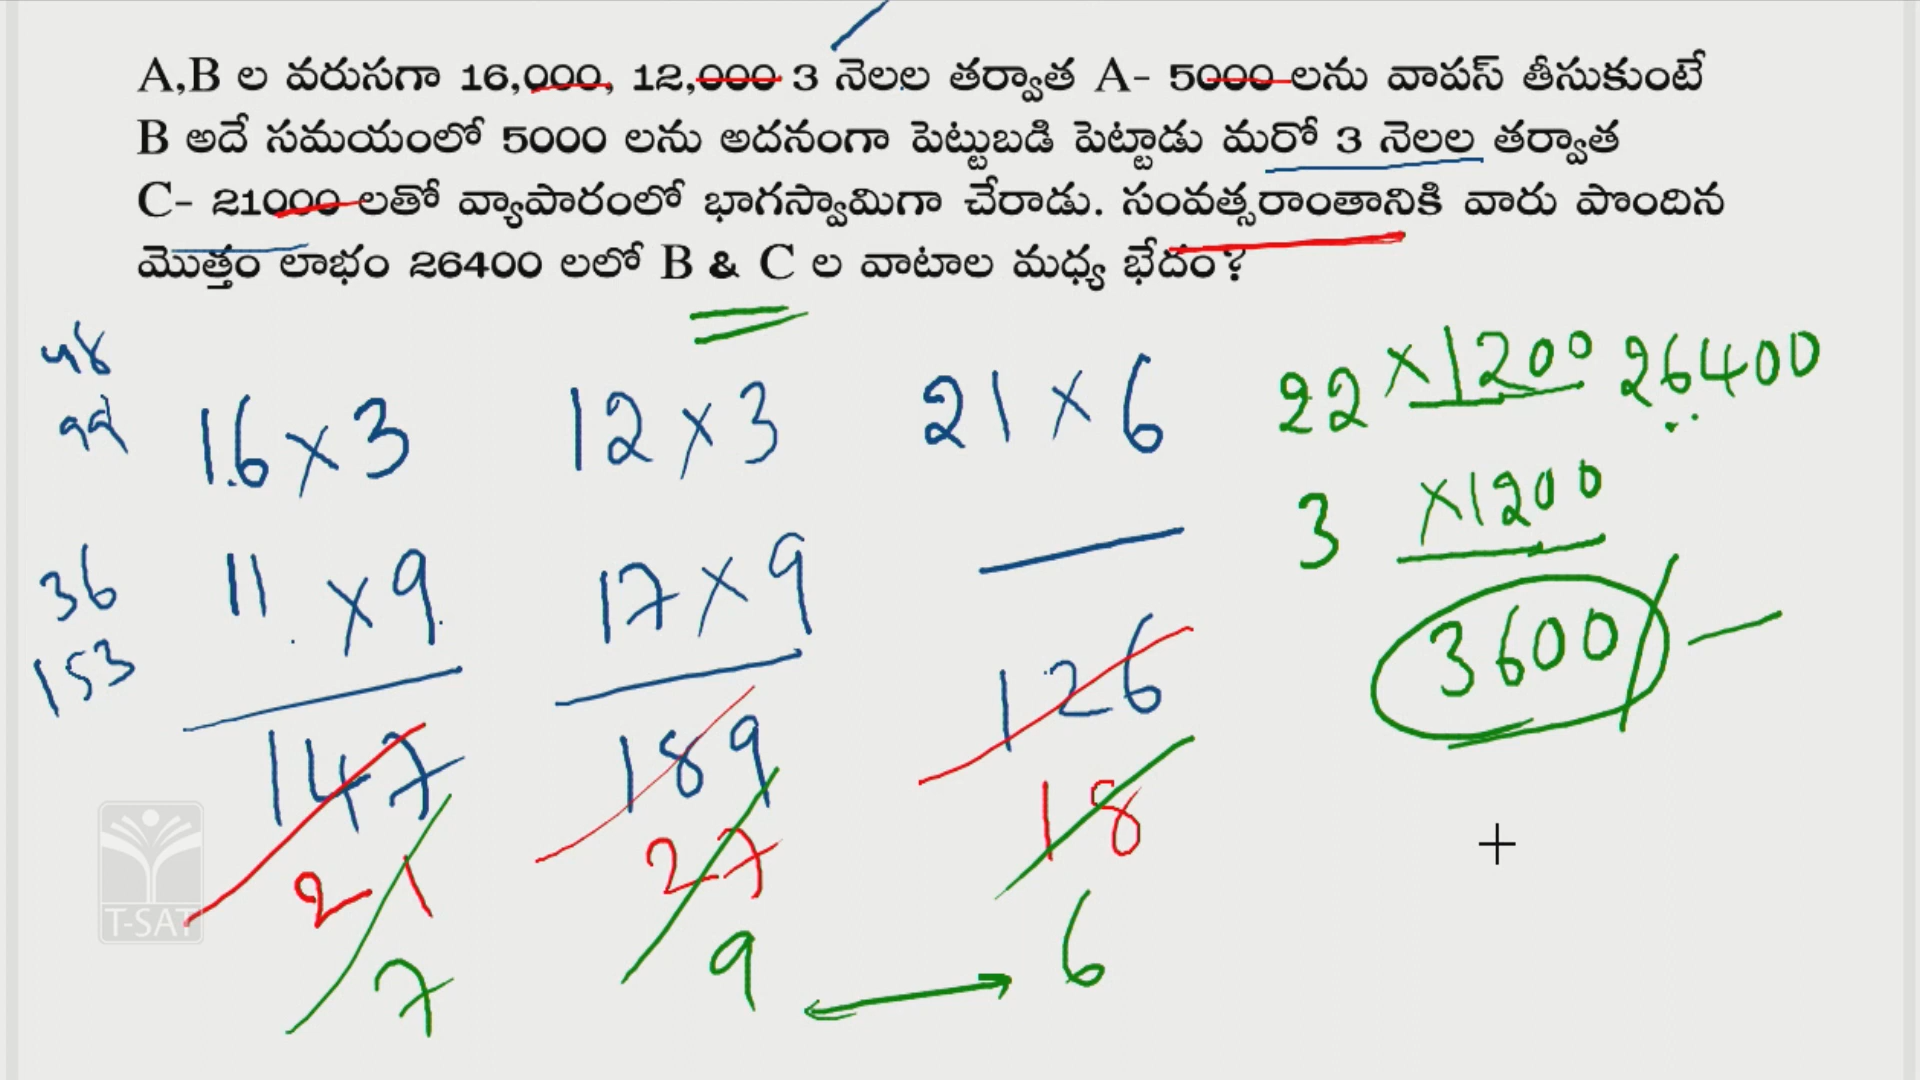 A,B ల వరుసగా 16,000, 12,000 3 నెలల తర్వాత A- 5000 లను వాపస్ తీసుకుంటే
B అదే సమయంలో 5000 లను అదనంగా పెట్టుబడి పెట్టాడు మరో 3 నెలల తర్వాత
C- 21000 లతో వ్యాపారంలో భాగస్వామిగా చేరాడు. సంవత్సరాంతానికి వారు పొందిన
మొత్తం లాభం 26400 లలో B & C ల వాటాల మధ్య భేదం?
48
99
16 × 3 12 × 3 21 × 6
22 × 1200 26400
3 × 1200
36
153
11 × 9 17 × 9
3600
147 189 126
21 27 18
7 9 6
T-SAT